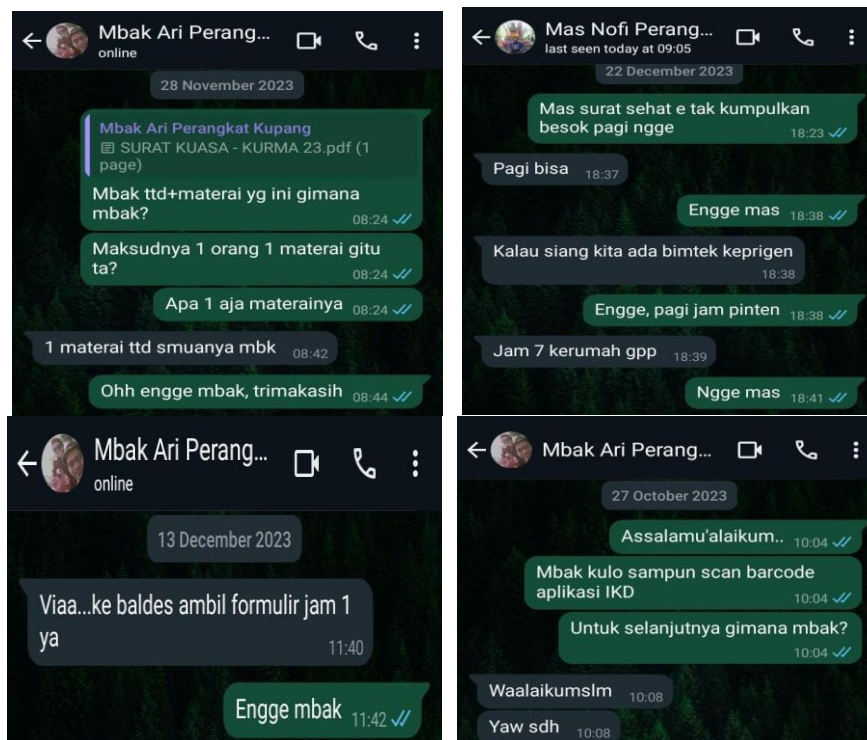 Mbak Ari Perang...
online
28 November 2023
Mbak Ari Perangkat Kupang
SURAT KUASA - KURMA 23.pdf (1
page)
Mbak ttd+materai yg ini gimana
mbak?
08:24
Maksudnya 1 orang 1 materai gitu
ta?
08:24
Apa 1 aja materainya 08:24
1 materai ttd smuanya mbk 08:42
Ohh engge mbak, trimakasih 08:44
Mas Nofi Perang...
last seen today at 09:05
22 December 2023
Mas surat sehat e tak kumpulkan
besok pagi ngge
18:23
Pagi bisa 18:37
Engge mas 18:38
Kalau siang kita ada bimtek keprigen
18:38
Engge, pagi jam pinten 18:38
Jam 7 kerumah gpp 18:39
Ngge mas 18:41
Mbak Ari Perang...
online
13 December 2023
Viaa...ke baldes ambil formulir jam 1
ya
11:40
Engge mbak 11:42
Mbak Ari Perang...
27 October 2023
Assalamu'alaikum.. 10:04
Mbak kulo sampun scan barcode
aplikasi IKD
10:04
Untuk selanjutnya gimana mbak?
10:04
Waalaikumslm 10:08
Yaw sdh 10:08